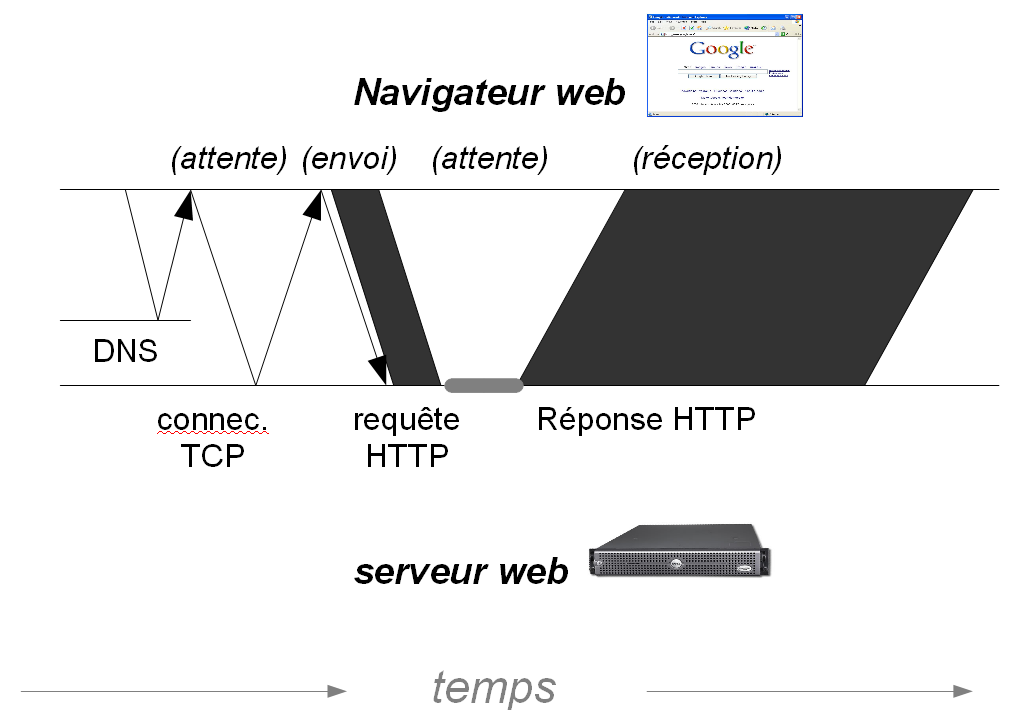 Google
Navigateur web
(attente) (envoi) (attente) (réception)
DNS
connec.
TCP
requête
HTTP
Réponse HTTP
serveur web
temps